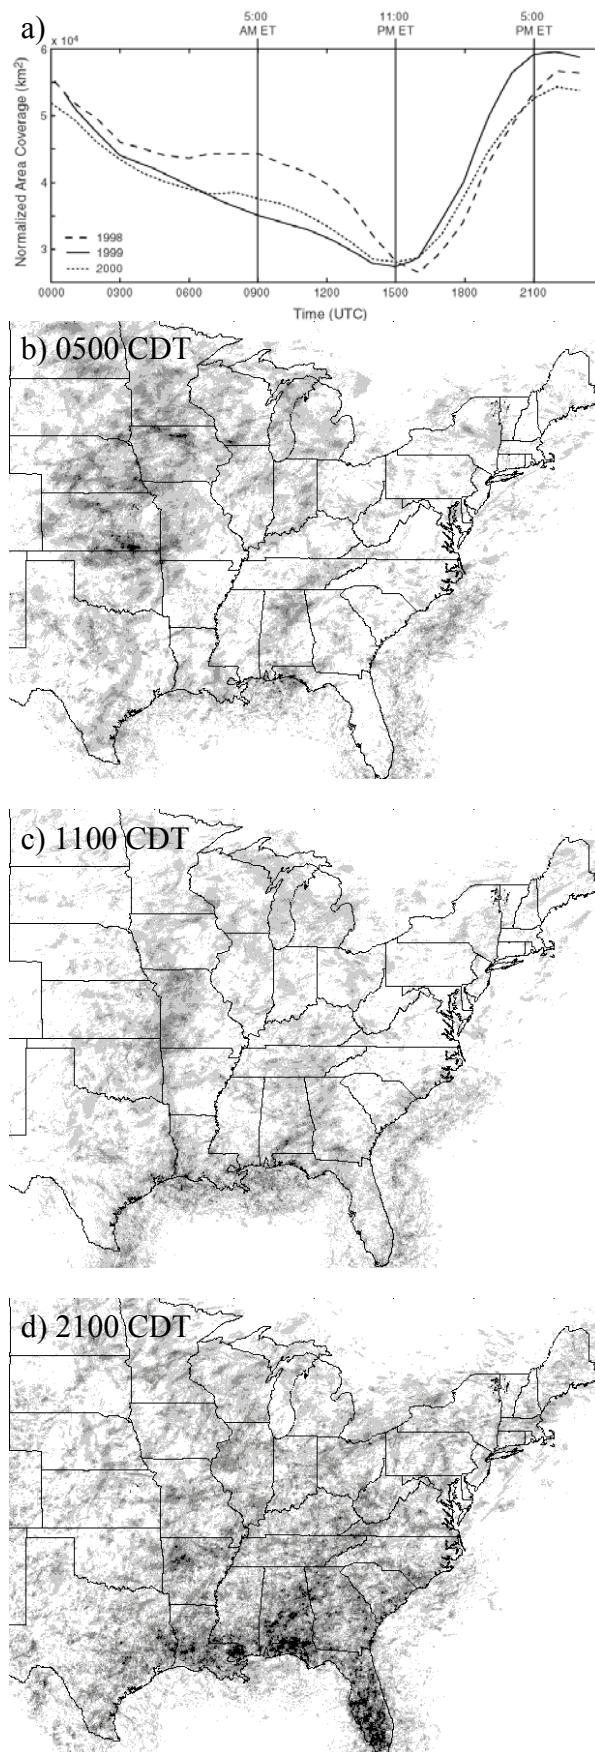 a)
5:00
AM ET
11:00
PM ET
5:00
PM ET
x 10⁴
Normalized Area Coverage (km²)
6
5
4
3
1998
1999
2000
0000 0300 0600 0900 1200 1500 1800 2100
Time (UTC)
b) 0500 CDT
c) 1100 CDT
d) 2100 CDT